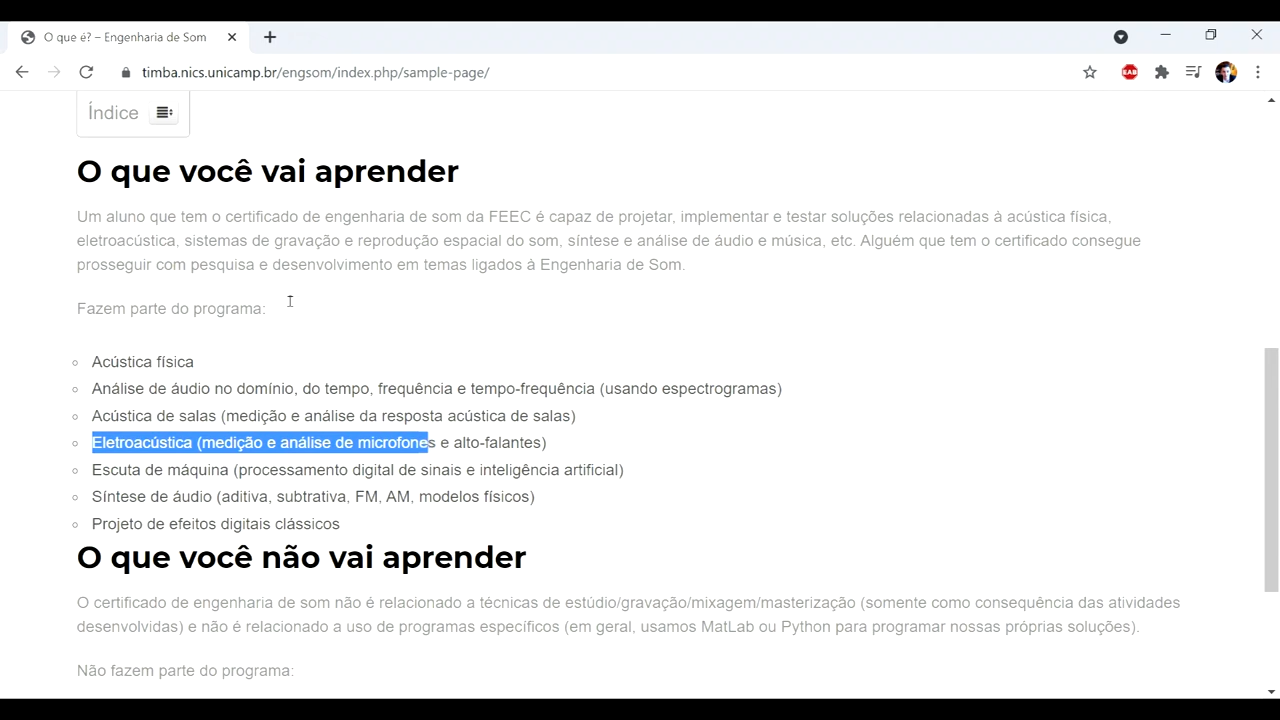 O que é? – Engenharia de Som
timba.nics.unicamp.br/engsom/index.php/sample-page/
EAB
Índice
O que você vai aprender
Um aluno que tem o certificado de engenharia de som da FEEC é capaz de projetar, implementar e testar soluções relacionadas à acústica física,
eletroacústica, sistemas de gravação e reprodução espacial do som, síntese e análise de áudio e música, etc. Alguém que tem o certificado consegue
prosseguir com pesquisa e desenvolvimento em temas ligados à Engenharia de Som.
Fazem parte do programa:
Acústica física
Análise de áudio no domínio, do tempo, frequência e tempo-frequência (usando espectrogramas)
Acústica de salas (medição e análise da resposta acústica de salas)
Eletroacústica (medição e análise de microfones e alto-falantes)
Escuta de máquina (processamento digital de sinais e inteligência artificial)
Síntese de áudio (aditiva, subtrativa, FM, AM, modelos físicos)
Projeto de efeitos digitais clássicos
O que você não vai aprender
O certificado de engenharia de som não é relacionado a técnicas de estúdio/gravação/mixagem/masterização (somente como consequência das atividades
desenvolvidas) e não é relacionado a uso de programas específicos (em geral, usamos MatLab ou Python para programar nossas próprias soluções).
Não fazem parte do programa: